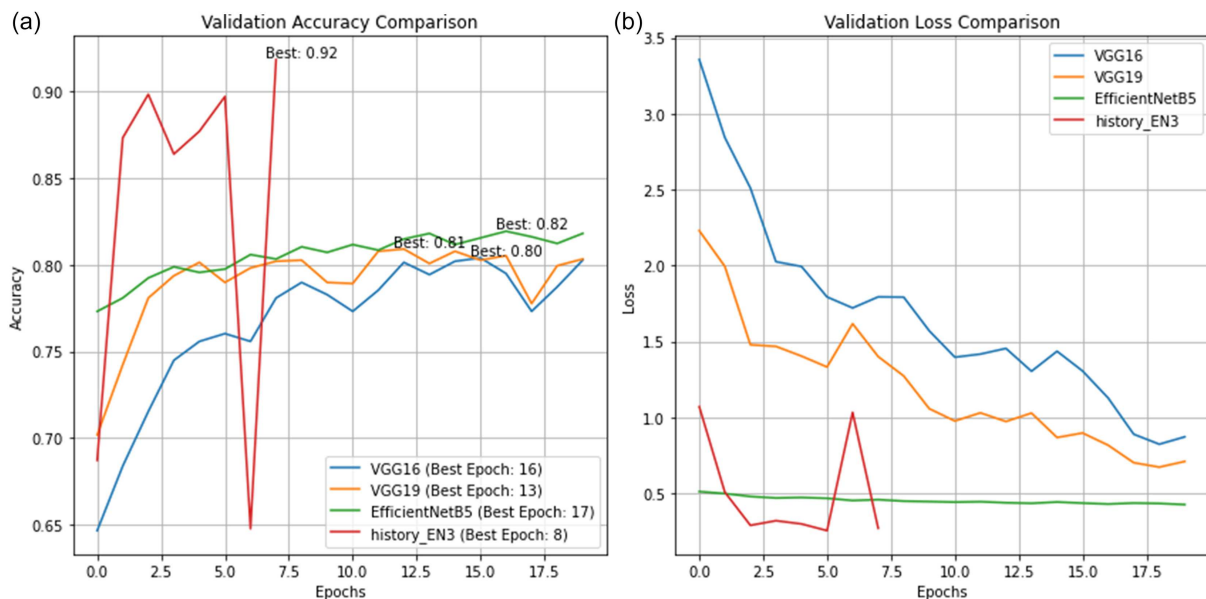 (a)
Validation Accuracy Comparison
Accuracy
0.90
0.85
0.80
0.75
0.70
0.65
Best: 0.92
Best: 0.82
Best: 0.81
Best: 0.80
VGG16 (Best Epoch: 16)
VGG19 (Best Epoch: 13)
EfficientNetB5 (Best Epoch: 17)
history_EN3 (Best Epoch: 8)
0.0 2.5 5.0 7.5 10.0 12.5 15.0 17.5
Epochs
(b)
Validation Loss Comparison
Loss
3.5
3.0
2.5
2.0
1.5
1.0
0.5
VGG16
VGG19
EfficientNetB5
history_EN3
0.0 2.5 5.0 7.5 10.0 12.5 15.0 17.5
Epochs